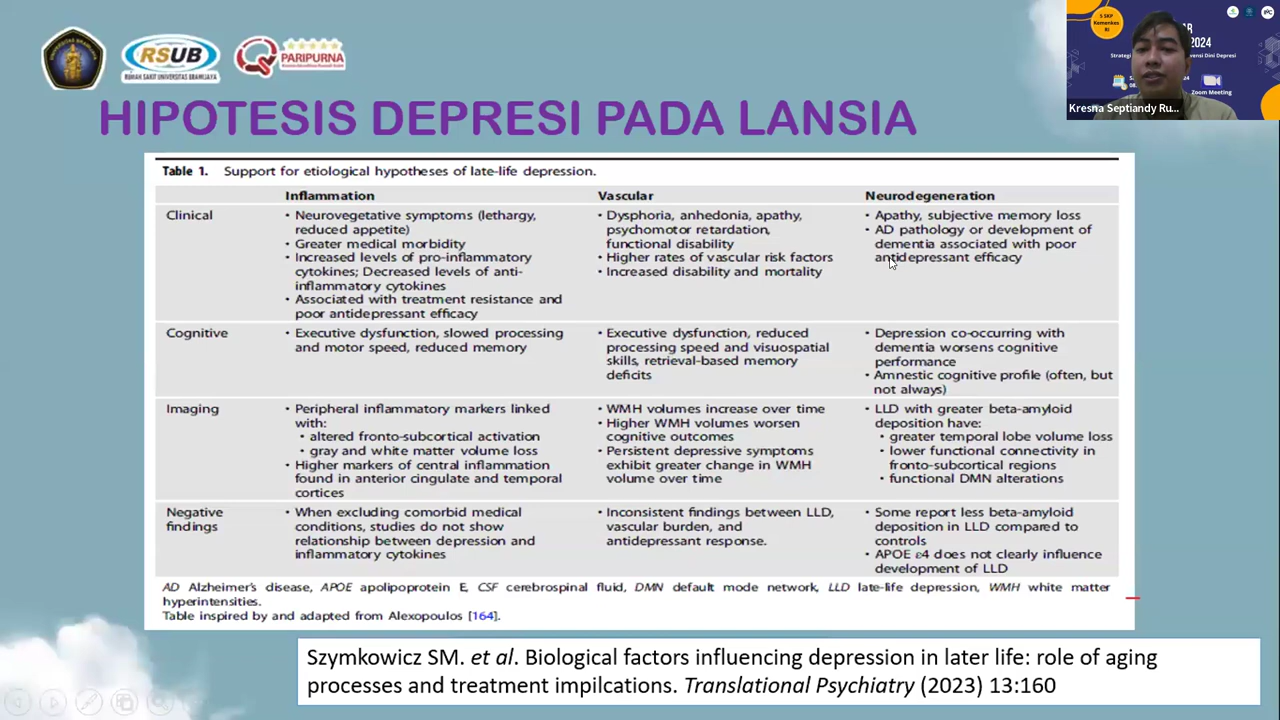 RSUB
RUMAH SAKIT UNIVERSITAS BRAWIJAYA
PARIPURNA
5 SKP
Kemenkes
RI
2024
Zoom Meeting
Kresna Septiandy Ru...
HIPOTESIS DEPRESI PADA LANSIA
Table 1. Support for etiological hypotheses of late-life depression.
Inflammation Vascular Neurodegeneration
Clinical
• Neurovegetative symptoms (lethargy,
reduced appetite)
• Greater medical morbidity
• Increased levels of pro-inflammatory
cytokines; Decreased levels of anti-
inflammatory cytokines
• Associated with treatment resistance and
poor antidepressant efficacy
• Dysphoria, anhedonia, apathy,
psychomotor retardation,
functional disability
• Higher rates of vascular risk factors
• Increased disability and mortality
• Apathy, subjective memory loss
• AD pathology or development of
dementia associated with poor
antidepressant efficacy
Cognitive
• Executive dysfunction, slowed processing
and motor speed, reduced memory
• Executive dysfunction, reduced
processing speed and visuospatial
skills, retrieval-based memory
deficits
• Depression co-occurring with
dementia worsens cognitive
performance
• Amnestic cognitive profile (often, but
not always)
Imaging
• Peripheral inflammatory markers linked
with:
• altered fronto-subcortical activation
• gray and white matter volume loss
• Higher markers of central inflammation
found in anterior cingulate and temporal
cortices
• WMH volumes increase over time
• Higher WMH volumes worsen
cognitive outcomes
• Persistent depressive symptoms
exhibit greater change in WMH
volume over time
• LLD with greater beta-amyloid
deposition have:
• greater temporal lobe volume loss
• lower functional connectivity in
fronto-subcortical regions
• functional DMN alterations
Negative
findings
• When excluding comorbid medical
conditions, studies do not show
relationship between depression and
inflammatory cytokines
• Inconsistent findings between LLD,
vascular burden, and
antidepressant response.
• Some report less beta-amyloid
deposition in LLD compared to
controls
• APOE ε4 does not clearly influence
development of LLD
AD Alzheimer's disease, APOE apolipoprotein E, CSF cerebrospinal fluid, DMN default mode network, LLD late-life depression, WMH white matter
hyperintensities.
Table inspired by and adapted from Alexopoulos [164].
Szymkowicz SM. et al. Biological factors influencing depression in later life: role of aging
processes and treatment impilcations. Translational Psychiatry (2023) 13:160